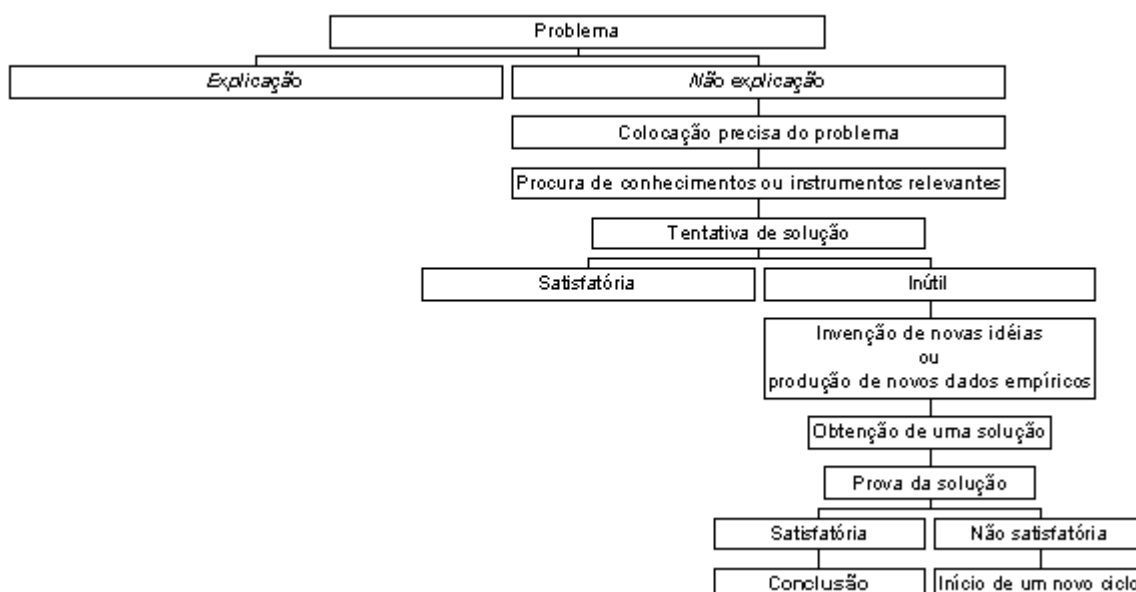 Problema
Explicação
Não explicação
Colocação precisa do problema
Procura de conhecimentos ou instrumentos relevantes
Tentativa de solução
Satisfatória
Inútil
Invenção de novas idéias
ou
produção de novos dados empíricos
Obtenção de uma solução
Prova da solução
Satisfatória
Não satisfatória
Conclusão
Início de um novo ciclo